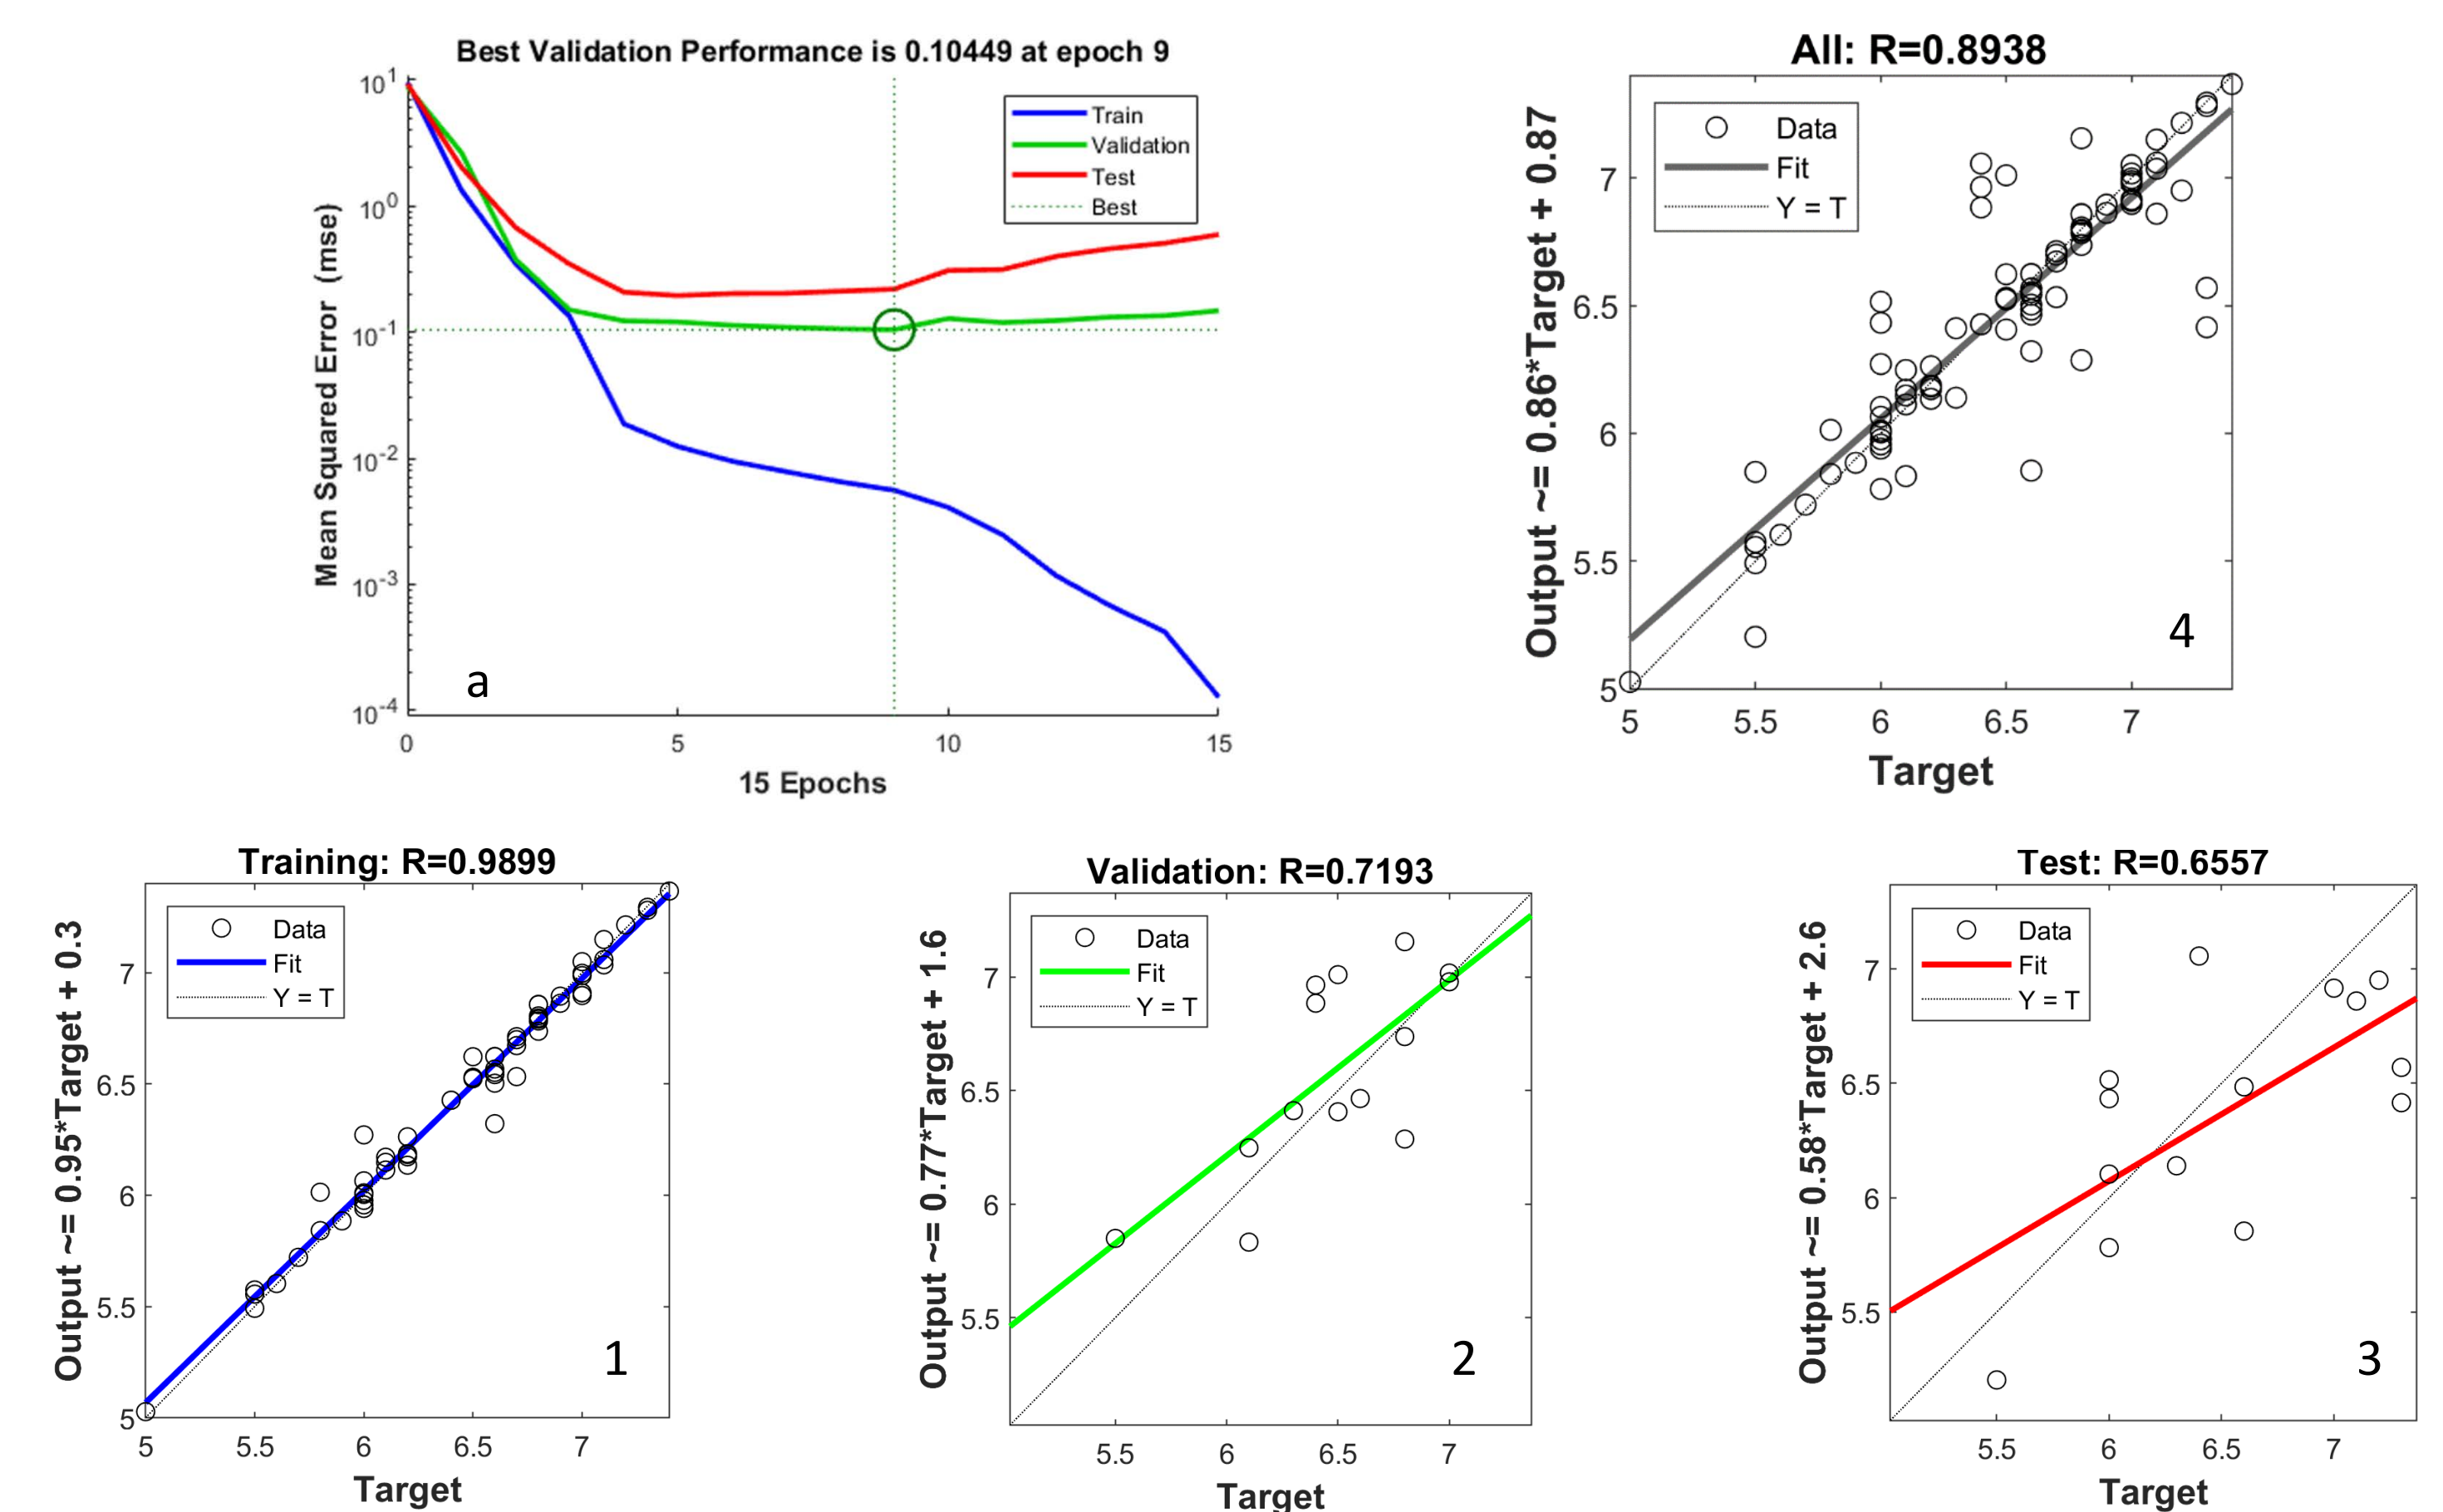 Best Validation Performance is 0.10449 at epoch 9
Mean Squared Error (mse)
10^1
10^0
10^-1
10^-2
10^-3
10^-4
Train
Validation
Test
Best
a
0 5 10 15
15 Epochs
All: R=0.8938
Output ~= 0.86*Target + 0.87
Data
Fit
Y = T
7
6.5
6
5.5
5
4
5 5.5 6 6.5 7
Target
Training: R=0.9899
Output ~= 0.95*Target + 0.3
Data
Fit
Y = T
7
6.5
6
5.5
5
1
5 5.5 6 6.5 7
Target
Validation: R=0.7193
Output ~= 0.77*Target + 1.6
Data
Fit
Y = T
7
6.5
6
5.5
2
5.5 6 6.5 7
Target
Test: R=0.6557
Output ~= 0.58*Target + 2.6
Data
Fit
Y = T
7
6.5
6
5.5
3
5.5 6 6.5 7
Target